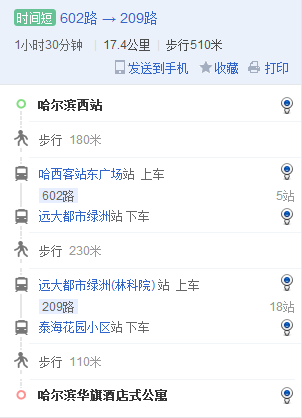 时间短 602路 → 209路
1小时30分钟 | 17.4公里 | 步行510米
发送到手机 收藏 打印
哈尔滨西站
步行 180米
哈西客站东广场站 上车
602路 5站
远大都市绿洲站 下车
步行 230米
远大都市绿洲(林科院)站 上车
209路 18站
泰海花园小区站 下车
步行 110米
哈尔滨华旗酒店式公寓